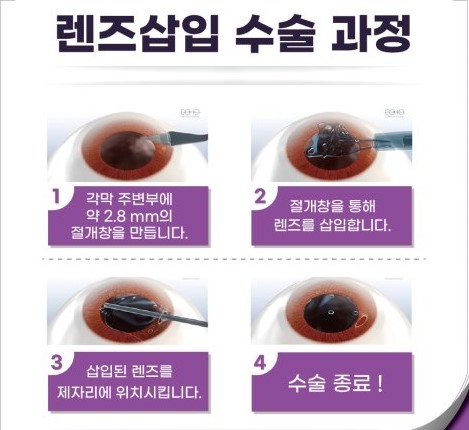 렌즈삽입 수술 과정
1
각막 주변부에
약 2.8 mm의
절개창을 만듭니다.
2
절개창을 통해
렌즈를 삽입합니다.
3
삽입된 렌즈를
제자리에 위치시킵니다.
4
수술 종료 !